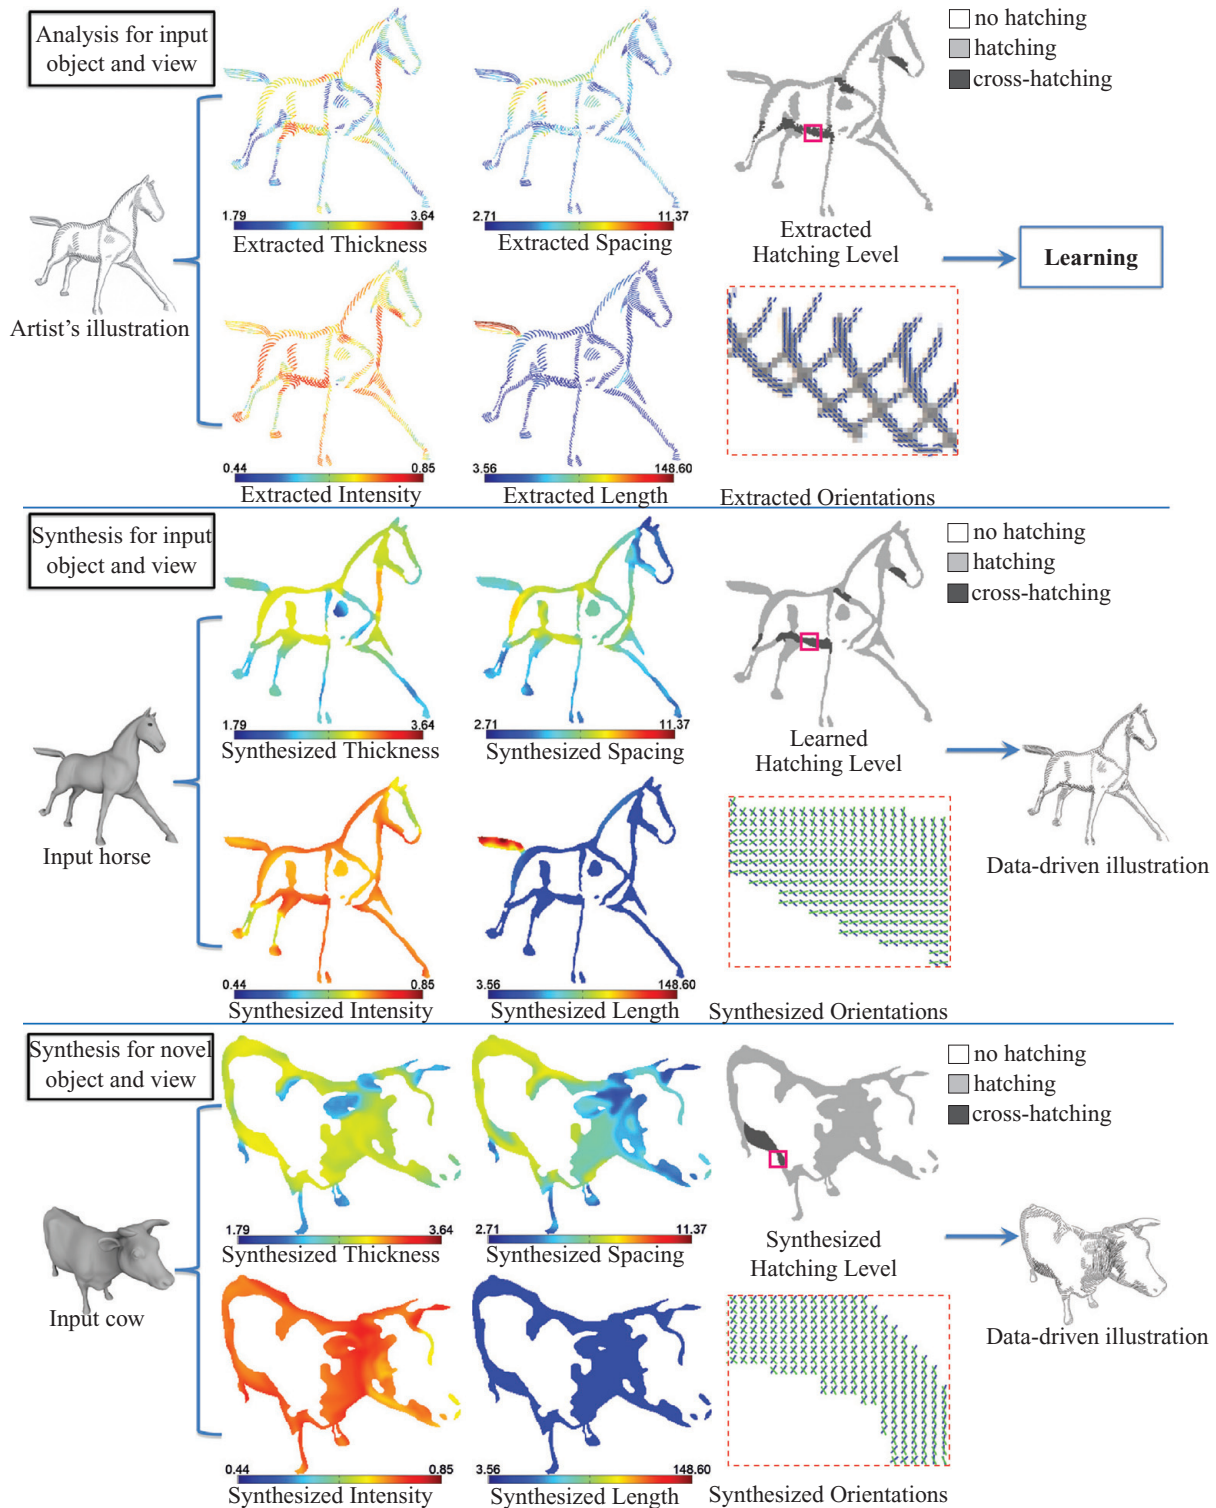 Analysis for input
object and view
no hatching
hatching
cross-hatching
1.79
3.64
Extracted Thickness
2.71
11.37
Extracted Spacing
Extracted
Hatching Level
Learning
Artist’s illustration
0.44
0.85
Extracted Intensity
3.56
148.60
Extracted Length
Extracted Orientations
Synthesis for input
object and view
no hatching
hatching
cross-hatching
1.79
3.64
Synthesized Thickness
2.71
11.37
Synthesized Spacing
Learned
Hatching Level
Input horse
Data-driven illustration
0.44
0.85
Synthesized Intensity
3.56
148.60
Synthesized Length
Synthesized Orientations
Synthesis for novel
object and view
no hatching
hatching
cross-hatching
1.79
3.64
Synthesized Thickness
2.71
11.37
Synthesized Spacing
Synthesized
Hatching Level
Input cow
Data-driven illustration
0.44
0.85
Synthesized Intensity
3.56
148.60
Synthesized Length
Synthesized Orientations